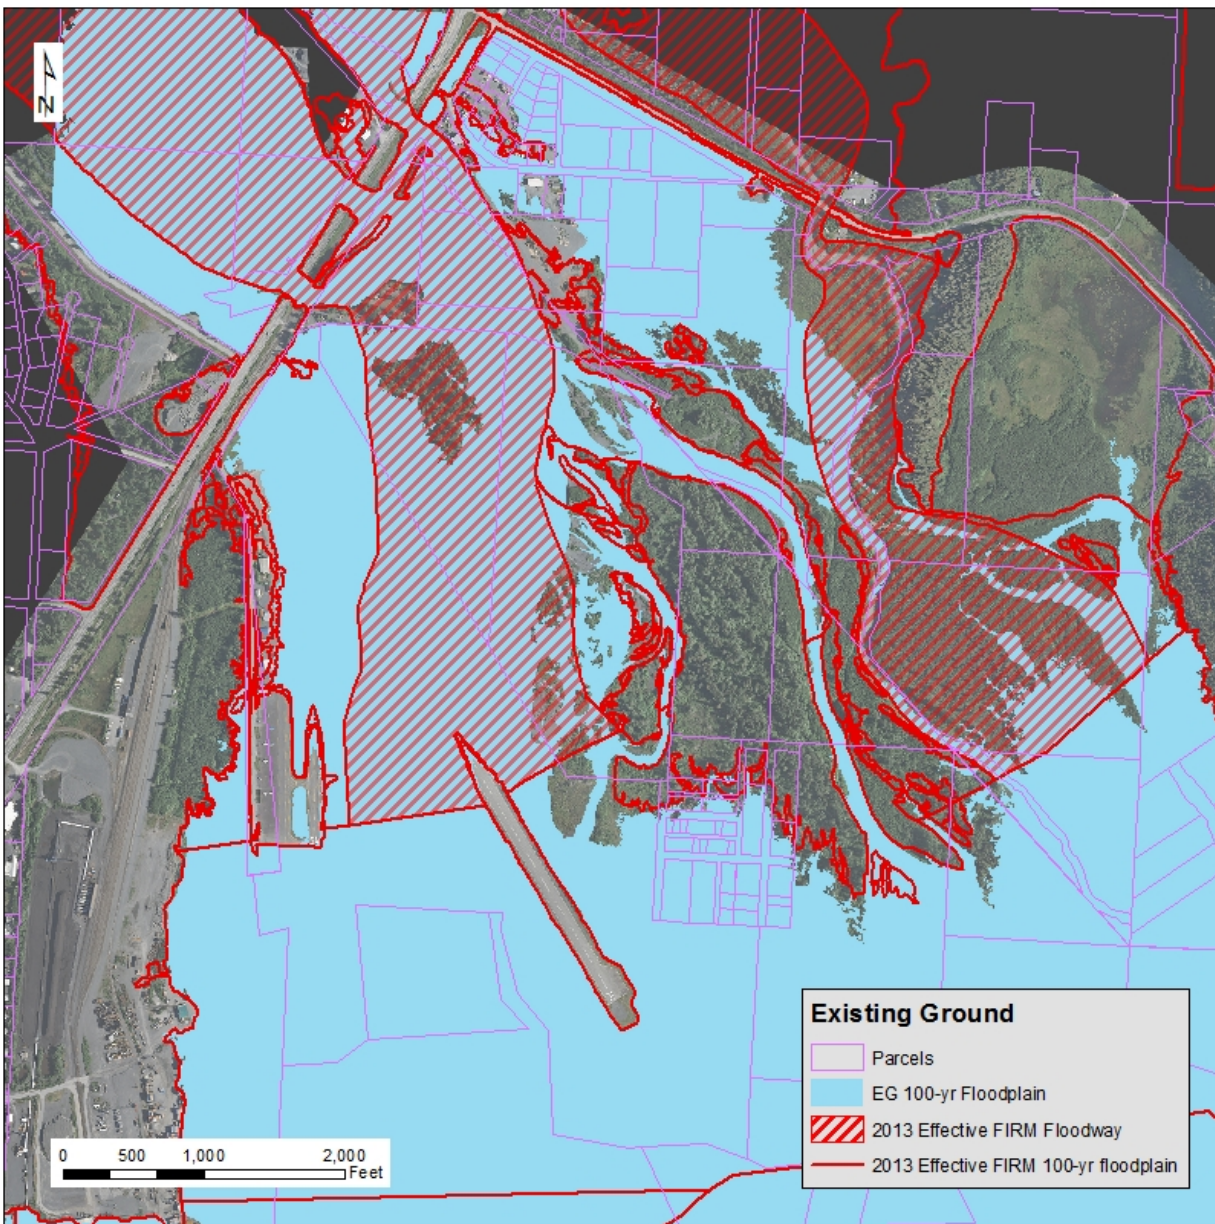 N
Existing Ground
Parcels
EG 100-yr Floodplain
2013 Effective FIRM Floodway
2013 Effective FIRM 100-yr floodplain
0 500 1,000 2,000
Feet